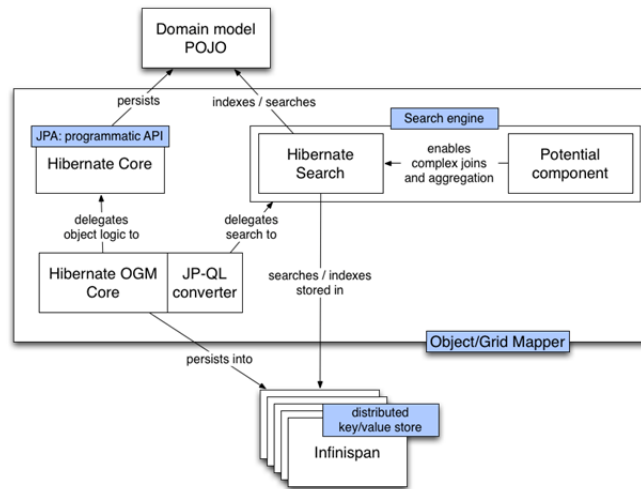 Domain model
POJO
persists
indexes / searches
JPA: programmatic API
Hibernate Core
Search engine
Hibernate
Search
enables
complex joins
and aggregation
Potential
component
delegates
object logic to
delegates
search to
Hibernate OGM
Core
JP-QL
converter
searches / indexes
stored in
Object/Grid Mapper
persists into
distributed
key/value store
Infinispan